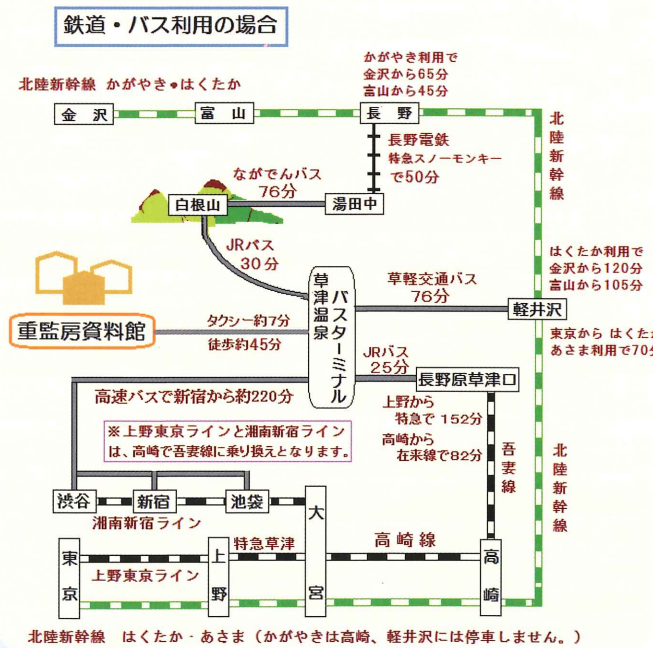 鉄道・バス利用の場合
北陸新幹線 かがやき・はくたか
かがやき利用で
金沢から65分
富山から45分
金沢
富山
長野
北陸新幹線
長野電鉄
特急スノーモンキー
で50分
ながでんバス
76分
白根山
湯田中
JRバス
30分
はくたか利用で
金沢から120分
富山から105分
草津温泉
バスターミナル
草軽交通バス
76分
軽井沢
重監房資料館
タクシー約7分
徒歩約45分
東京から はくたか
あさま利用で70分
JRバス
25分
長野原草津口
高速バスで新宿から約220分
上野から
特急で 152分
高崎から
在来線で82分
※上野東京ラインと湘南新宿ライン
は、高崎で吾妻線に乗り換えとなります。
吾妻線
北陸新幹線
渋谷
新宿
池袋
大宮
湘南新宿ライン
特急草津
高崎線
東京
上野東京ライン
上野
高崎
北陸新幹線 はくたか・あさま（かがやきは高崎、軽井沢には停車しません。）